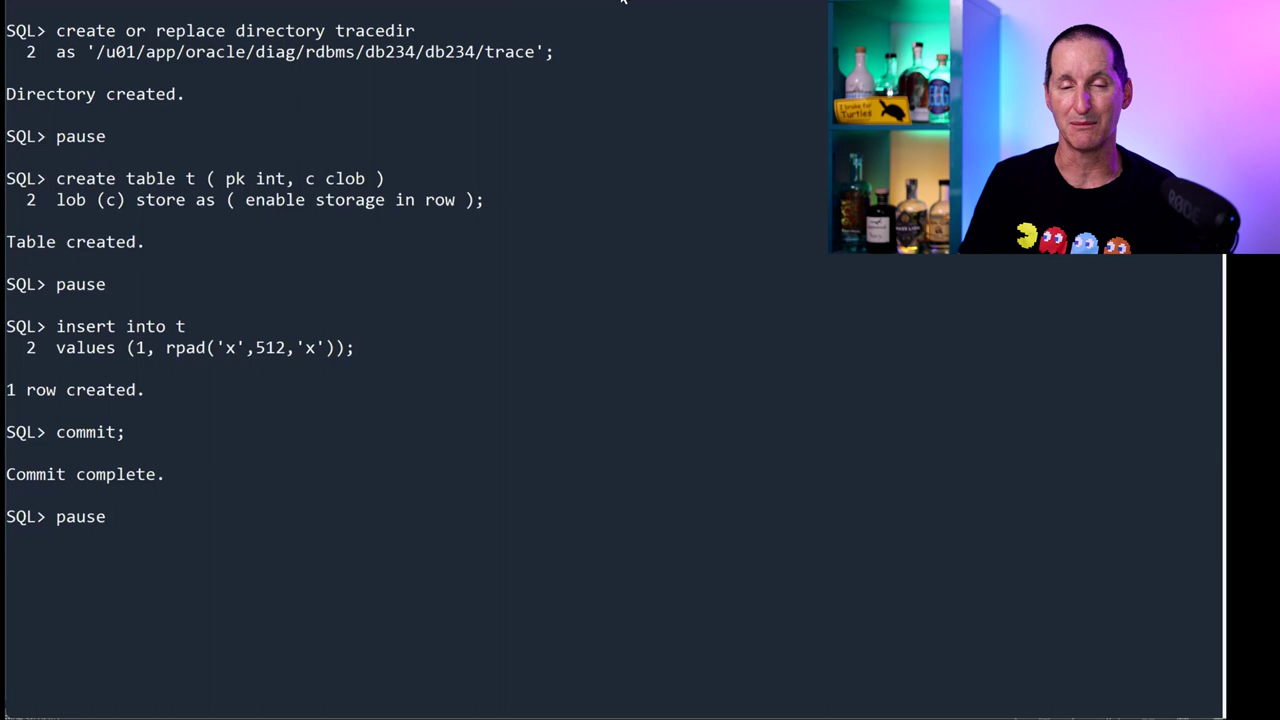 SQL> create or replace directory tracedir
  2  as '/u01/app/oracle/diag/rdbms/db234/db234/trace';
Directory created.
SQL> pause
SQL> create table t ( pk int, c clob )
  2  lob (c) store as ( enable storage in row );
Table created.
SQL> pause
SQL> insert into t
  2  values (1, rpad('x',512,'x'));
1 row created.
SQL> commit;
Commit complete.
SQL> pause
I brake for
Turtles
RØDE